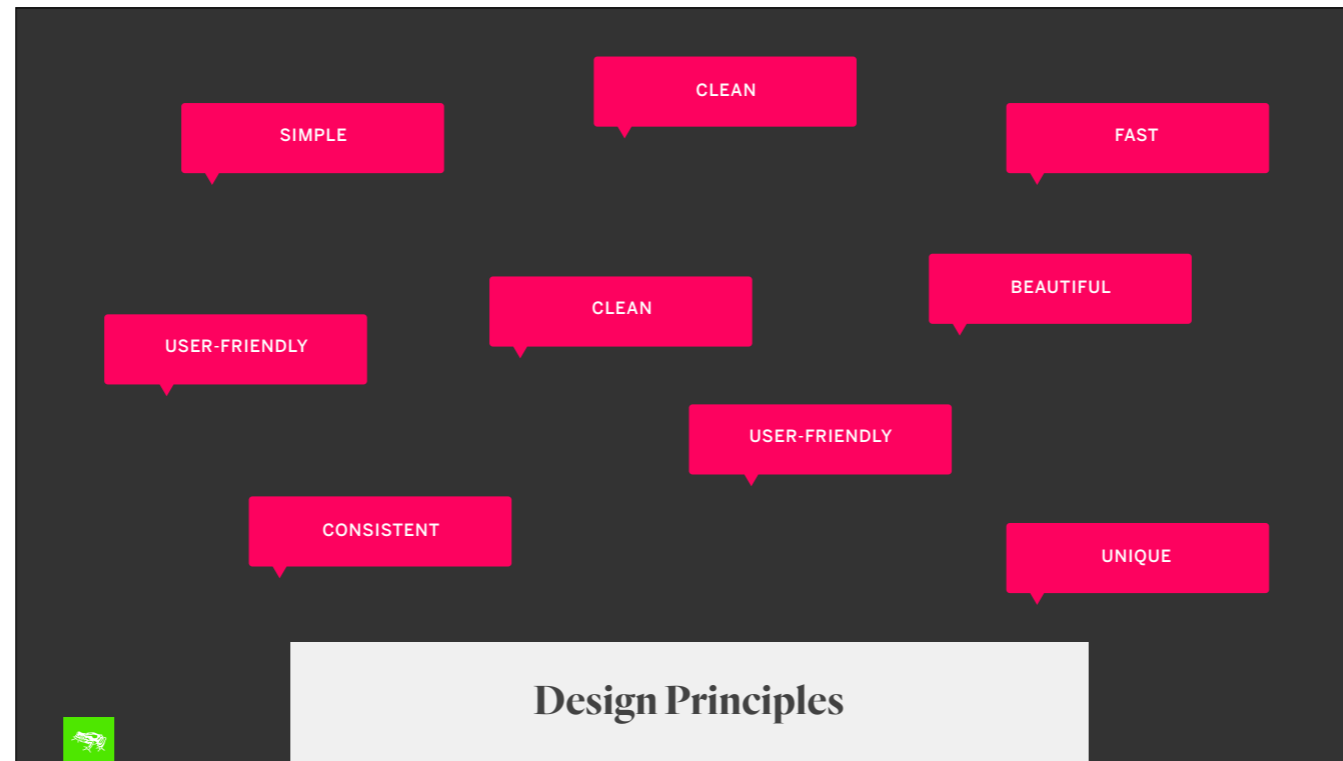 CLEAN
SIMPLE
FAST
BEAUTIFUL
CLEAN
USER-FRIENDLY
USER-FRIENDLY
CONSISTENT
UNIQUE
Design Principles